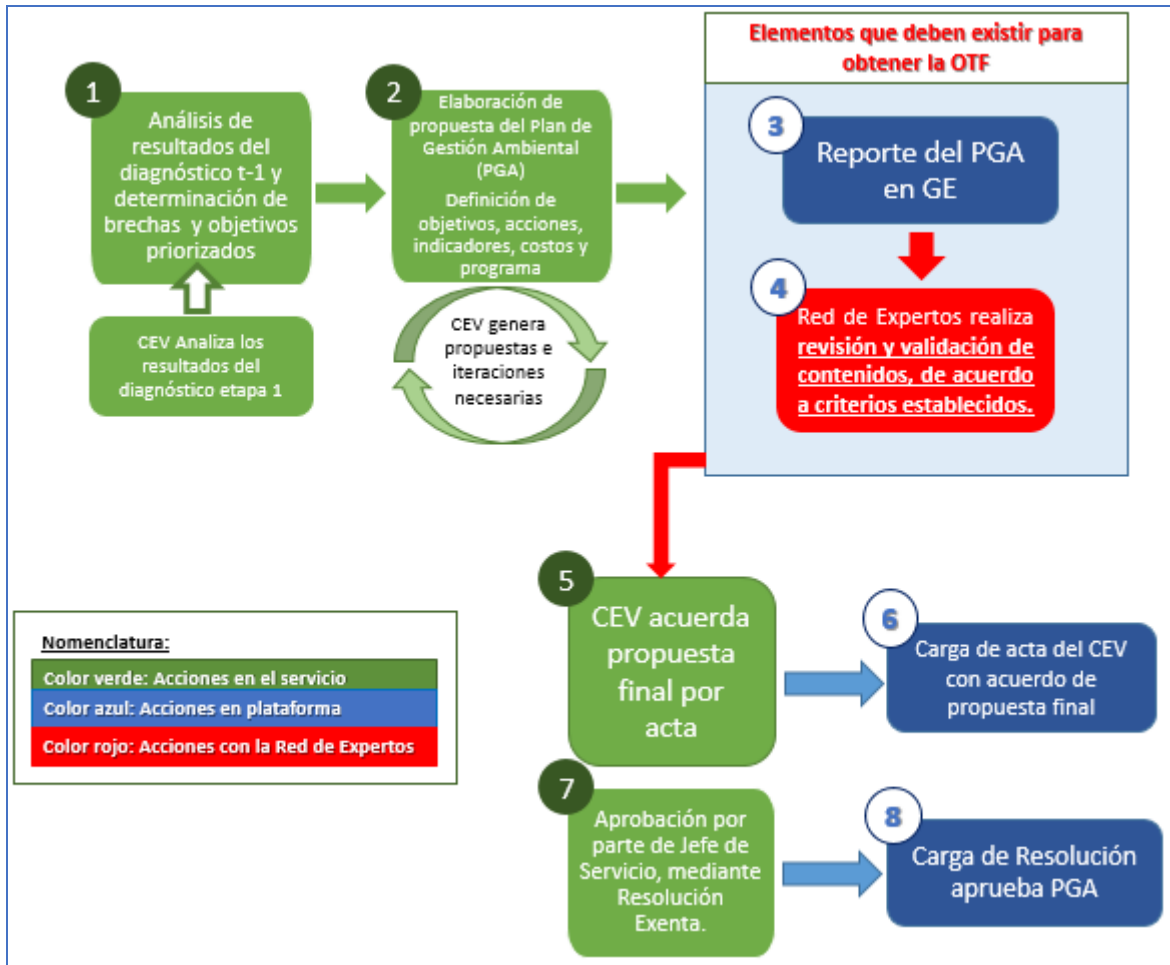 Elementos que deben existir para
obtener la OTF
1
Análisis de
resultados del
diagnóstico t-1 y
determinación de
brechas y objetivos
priorizados
2
Elaboración de
propuesta del Plan de
Gestión Ambiental
(PGA)
Definición de
objetivos, acciones,
indicadores, costos y
programa
3
Reporte del PGA
en GE
4
Red de Expertos realiza
revisión y validación de
contenidos, de acuerdo
a criterios establecidos.
CEV Analiza los
resultados del
diagnóstico etapa 1
CEV genera
propuestas e
iteraciones
necesarias
5
CEV acuerda
propuesta
final por
acta
6
Carga de acta del CEV
con acuerdo de
propuesta final
Nomenclatura:
Color verde: Acciones en el servicio
Color azul: Acciones en plataforma
Color rojo: Acciones con la Red de Expertos
7
Aprobación por
parte de Jefe de
Servicio, mediante
Resolución
Exenta.
8
Carga de Resolución
aprueba PGA